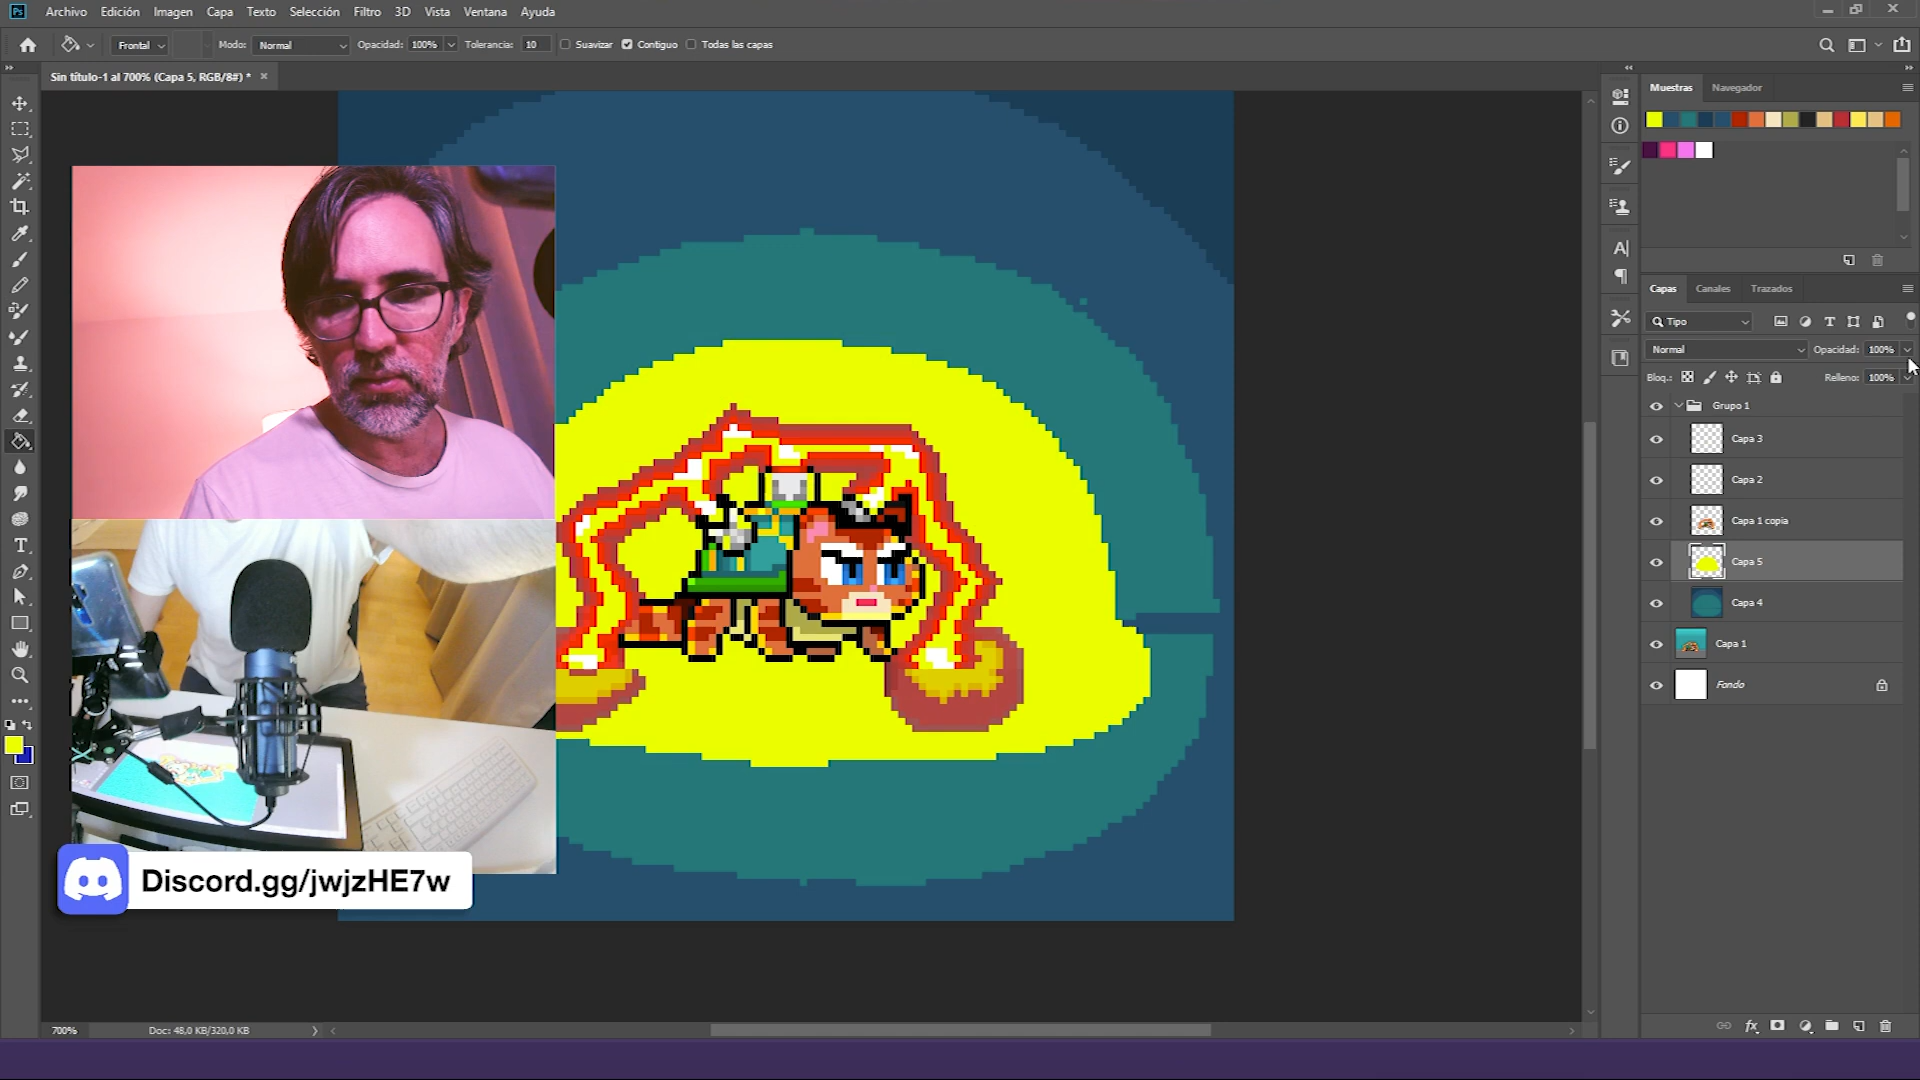 Ps Archivo Edición Imagen Capa Texto Selección Filtro 3D Vista Ventana Ayuda
Frontal Modo: Normal Opacidad: 100% Tolerancia: 10 Suavizar Contiguo Todas las capas
Sin título-1 al 700% (Capa 5, RGB/8#) *
Muestras Navegador
Capas Canales Trazados
Tipo
Normal Opacidad: 100%
Bloq.: Relleno: 100%
Grupo 1
Capa 3
Capa 2
Capa 1 copia
Capa 5
Capa 4
Capa 1
Fondo
Discord.gg/jwjzHE7w
700% Doc: 48,0 KB/320,0 KB